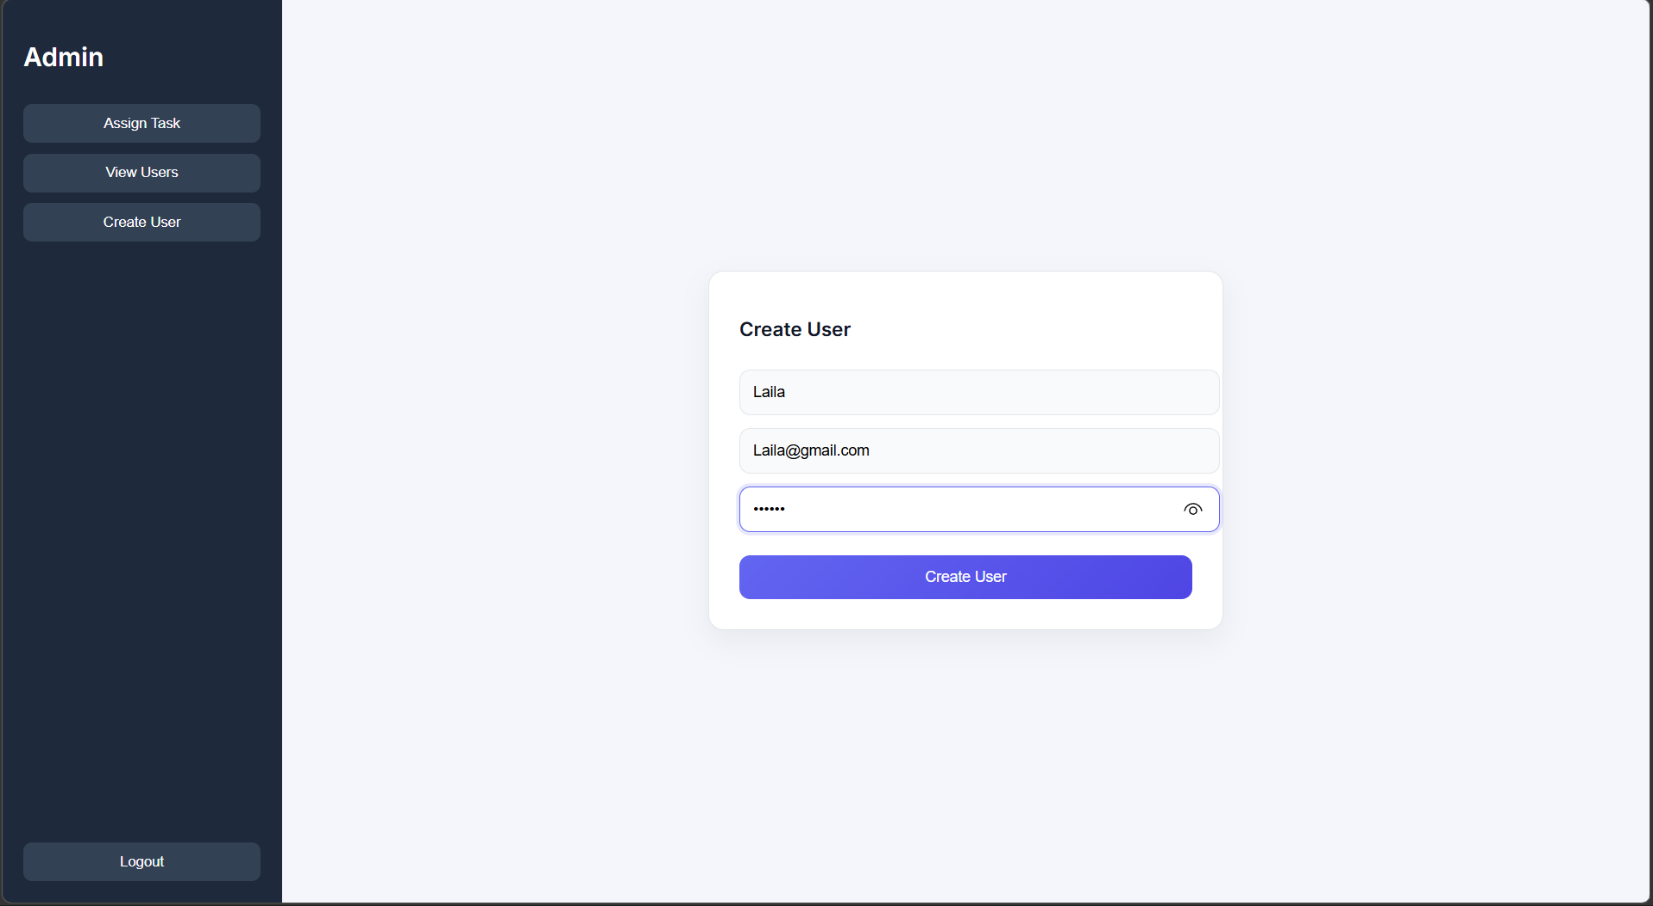 Admin
Assign Task
View Users
Create User
Logout
Create User
Laila
Laila@gmail.com
••••••
Create User